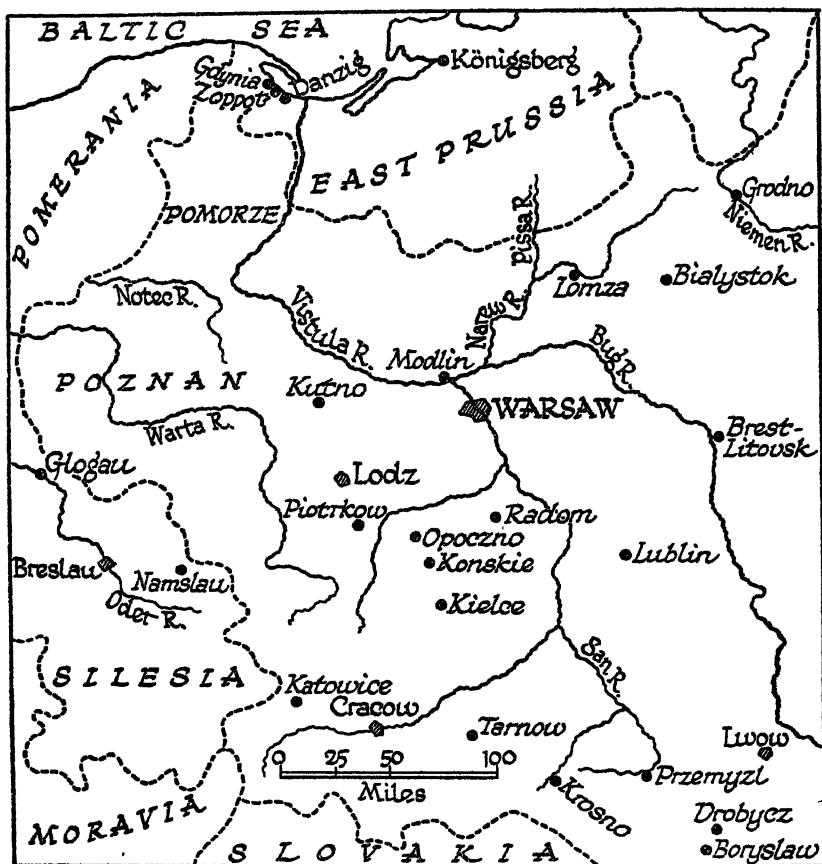 BALTIC SEA
Gdynia
Zoppot
Danzig
Königsberg
POMERANIA
EAST PRUSSIA
POMORZE
Pissa R.
Grodno
Niemen R.
Notec R.
Lomza
Bialystok
Narew R.
Vistula R.
Modlin
Bug R.
POZNAN
Kutno
WARSAW
Warta R.
Brest-
Litovsk
Glogau
Lodz
Piotrkow
Radom
Opoczno
Konskie
Lublin
Breslau
Namslau
Oder R.
Kielce
SILESIA
San R.
Katowice
Cracow
Tarnow
Lwow
0 25 50 100
Miles
Krosno
Przemyzl
MORAVIA
SLOVAKIA
Drobycz
Boryslaw